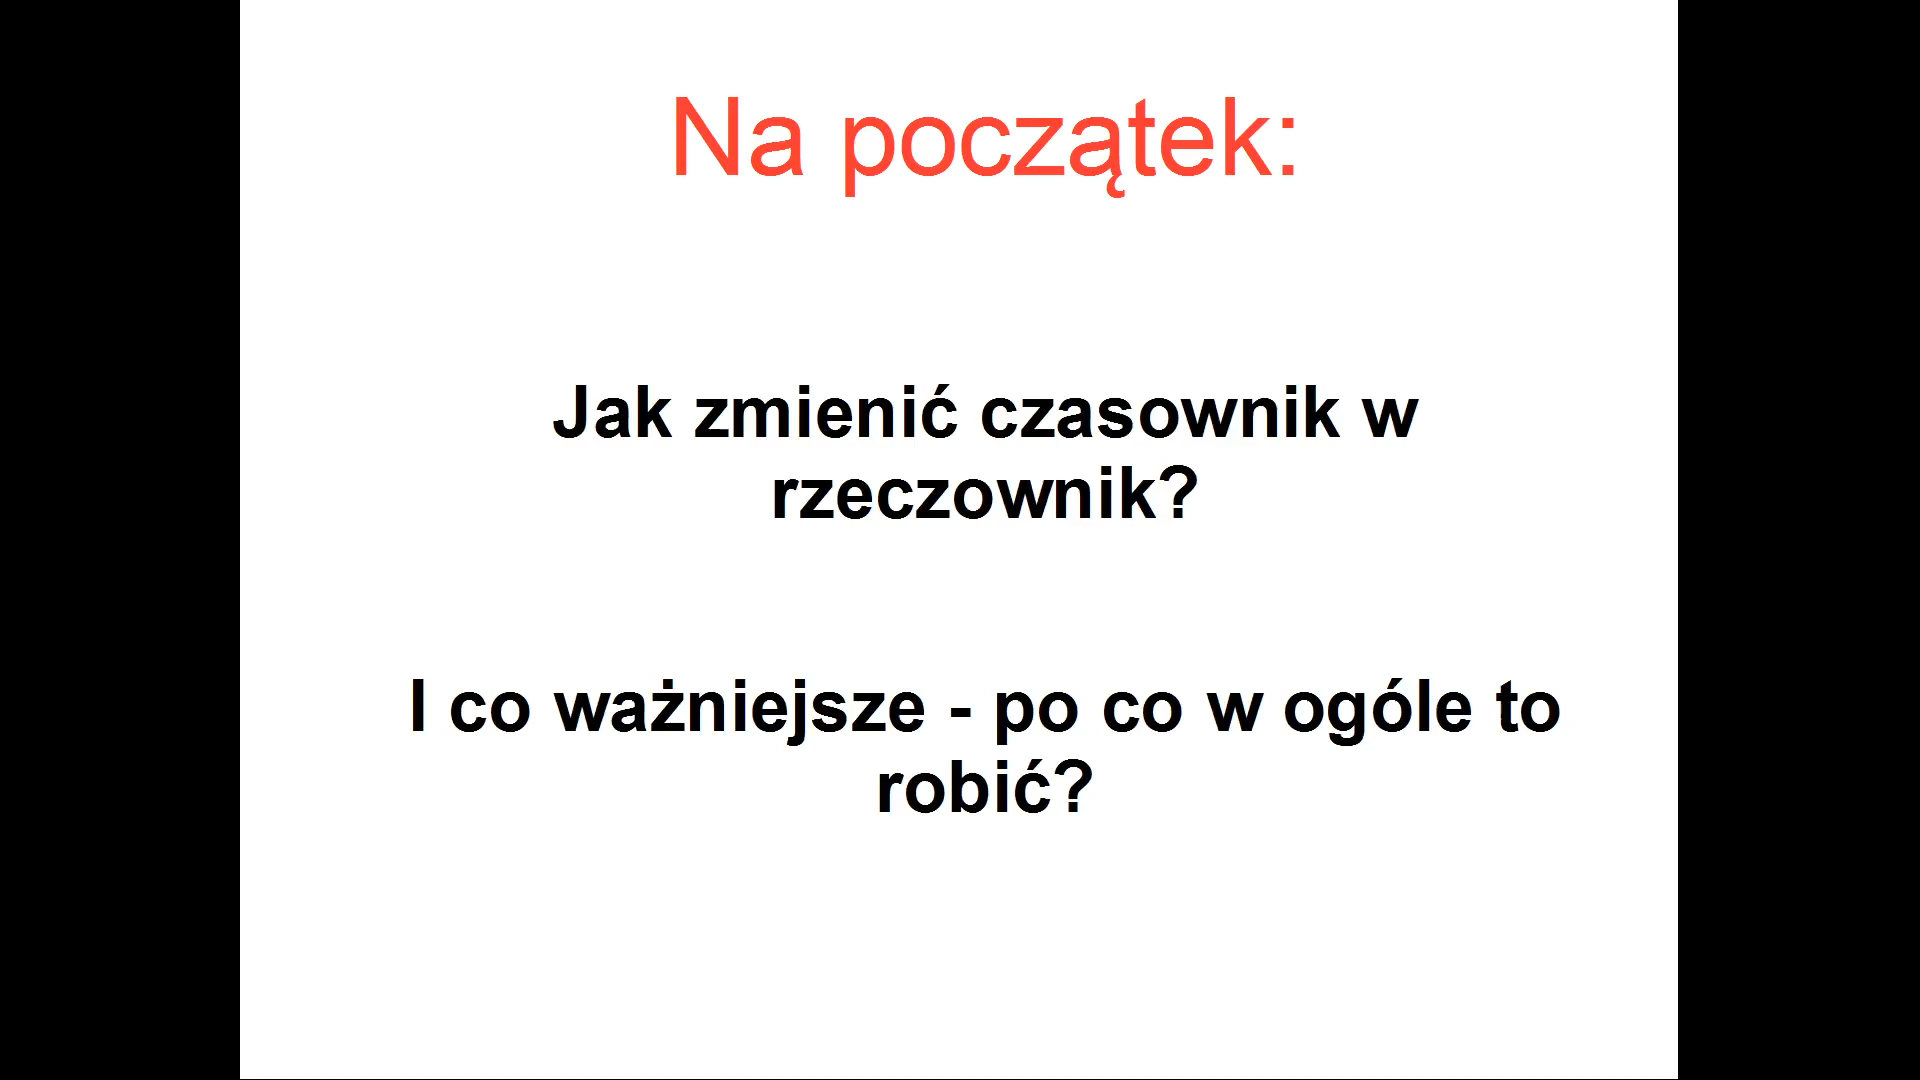 Na początek:
Jak zmienić czasownik w
rzeczownik?
I co ważniejsze - po co w ogóle to
robić?